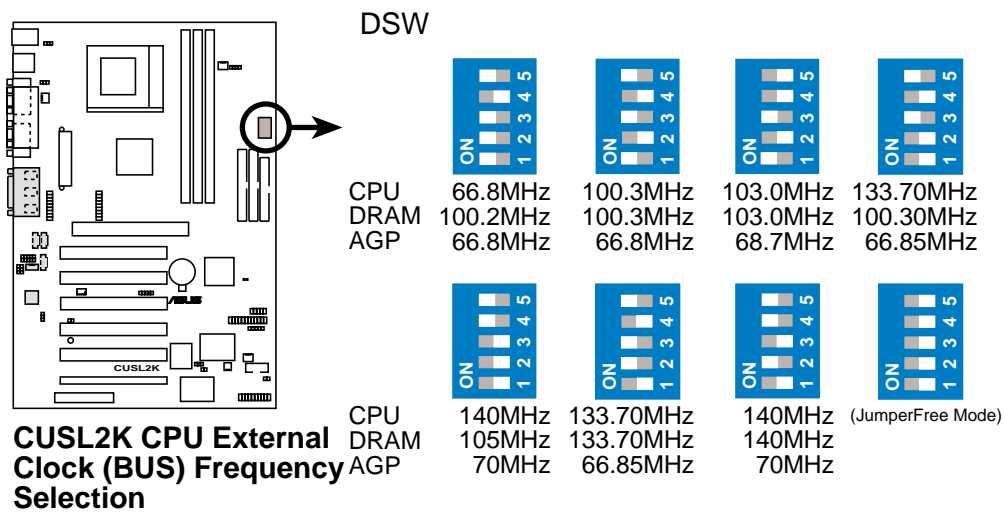 DSW
ON
1 2 3 4 5
ON
1 2 3 4 5
ON
1 2 3 4 5
ON
1 2 3 4 5
CPU 66.8MHz 100.3MHz 103.0MHz 133.70MHz
DRAM 100.2MHz 100.3MHz 103.0MHz 100.30MHz
AGP 66.8MHz 66.8MHz 68.7MHz 66.85MHz
ON
1 2 3 4 5
ON
1 2 3 4 5
ON
1 2 3 4 5
ON
1 2 3 4 5
CPU 140MHz 133.70MHz 140MHz (JumperFree Mode)
DRAM 105MHz 133.70MHz 140MHz
AGP 70MHz 66.85MHz 70MHz
ASUS
CUSL2K
CUSL2K CPU External
Clock (BUS) Frequency
Selection